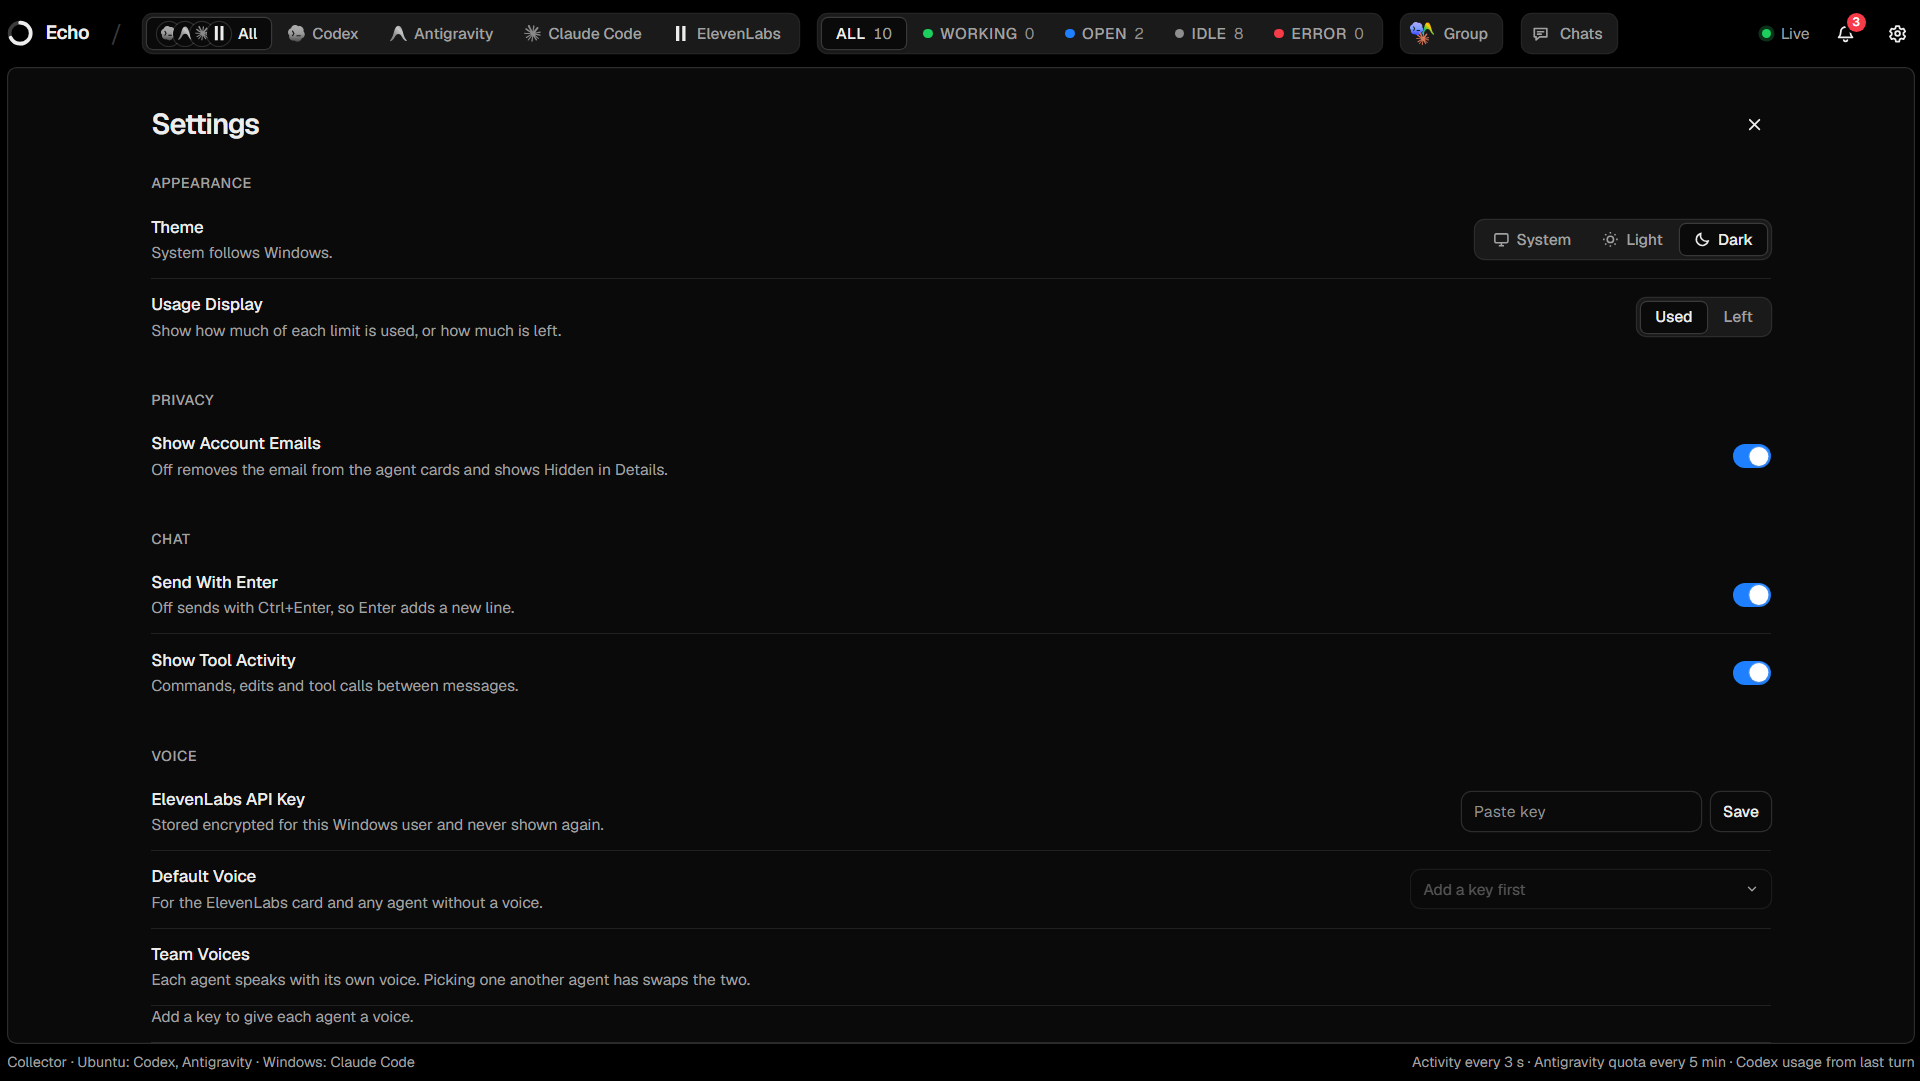 Echo / All Codex Antigravity Claude Code ElevenLabs ALL 10 WORKING 0 OPEN 2 IDLE 8 ERROR 0 Group Chats Live 3
Settings
APPEARANCE
Theme
System follows Windows.
System Light Dark
Usage Display
Show how much of each limit is used, or how much is left.
Used Left
PRIVACY
Show Account Emails
Off removes the email from the agent cards and shows Hidden in Details.
CHAT
Send With Enter
Off sends with Ctrl+Enter, so Enter adds a new line.
Show Tool Activity
Commands, edits and tool calls between messages.
VOICE
ElevenLabs API Key
Stored encrypted for this Windows user and never shown again.
Paste key Save
Default Voice
For the ElevenLabs card and any agent without a voice.
Add a key first
Team Voices
Each agent speaks with its own voice. Picking one another agent has swaps the two.
Add a key to give each agent a voice.
Collector · Ubuntu: Codex, Antigravity · Windows: Claude Code
Activity every 3 s · Antigravity quota every 5 min · Codex usage from last turn